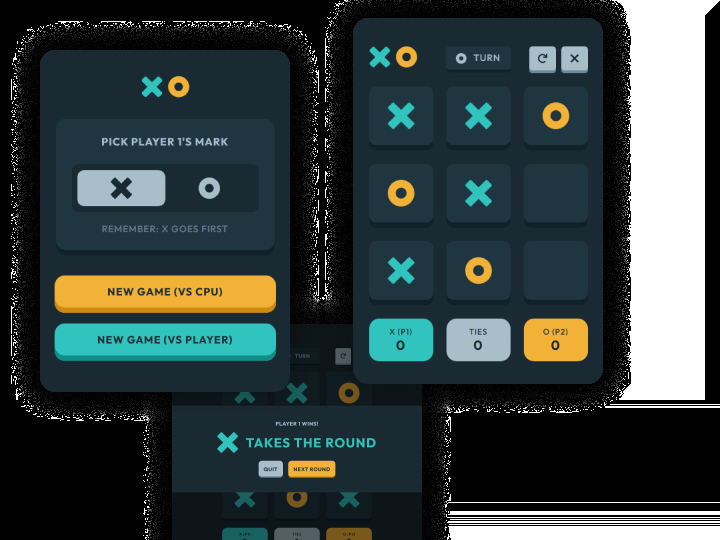 PICK PLAYER 1'S MARK
REMEMBER: X GOES FIRST
NEW GAME (VS CPU)
NEW GAME (VS PLAYER)
TURN
X (P1)
0
TIES
0
O (P2)
0
TURN
PLAYER 1 WINS!
TAKES THE ROUND
QUIT
NEXT ROUND
TIES